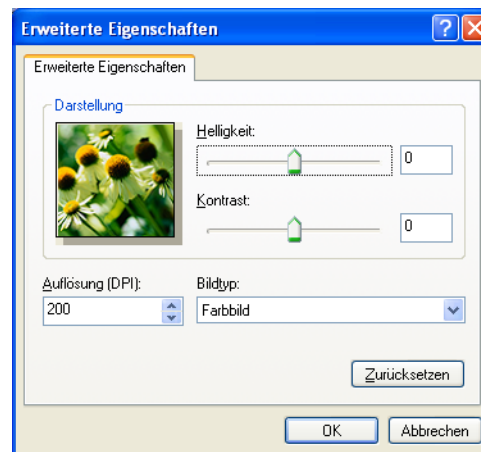 Erweiterte Eigenschaften
Erweiterte Eigenschaften
Darstellung
Helligkeit:
0
Kontrast:
0
Auflösung (DPI):
Bildtyp:
200
Farbbild
Zurücksetzen
OK
Abbrechen